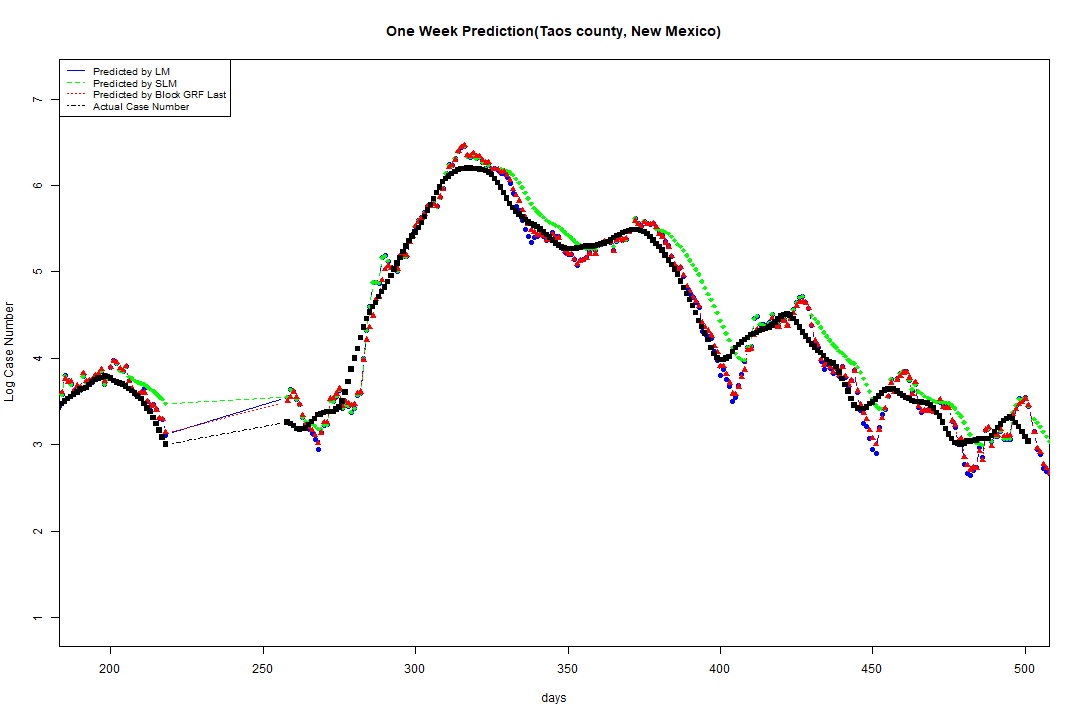 One Week Prediction(Taos county, New Mexico)
Predicted by LM
Predicted by SLM
Predicted by Block GRF Last
Actual Case Number
7
6
5
4
3
2
1
Log Case Number
200 250 300 350 400 450 500
days